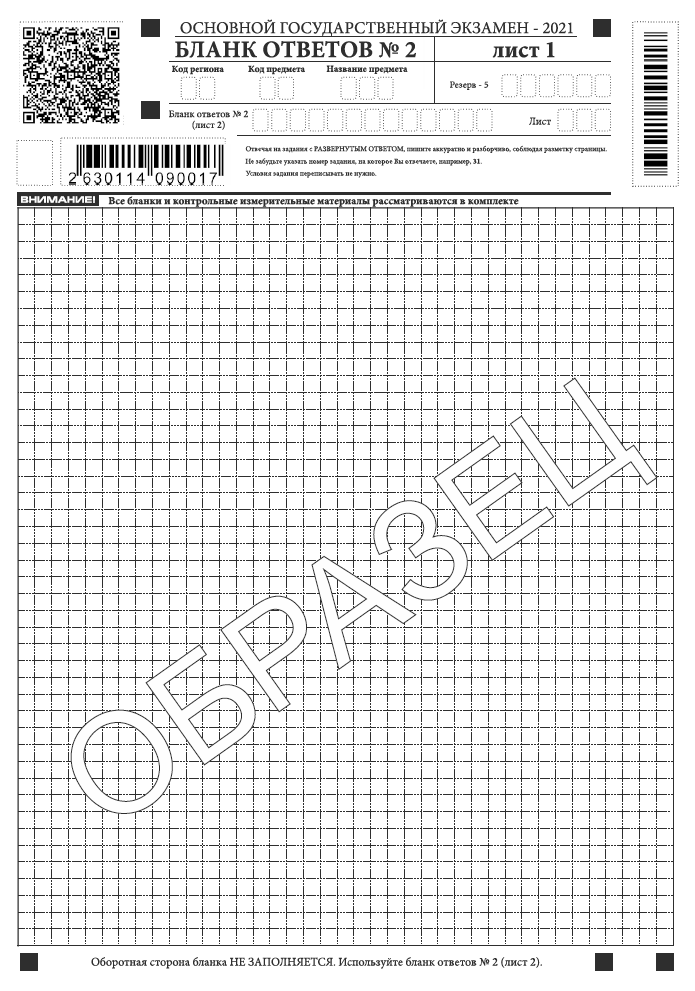 ОСНОВНОЙ ГОСУДАРСТВЕННЫЙ ЭКЗАМЕН - 2021
БЛАНК ОТВЕТОВ № 2
лист 1
Код региона
Код предмета
Название предмета
Резерв - 5
Бланк ответов № 2
(лист 2)
Лист
2 630114 090017
Отвечая на задания с РАЗВЕРНУТЫМ ОТВЕТОМ, пишите аккуратно и разборчиво, соблюдая разметку страницы.
Не забудьте указать номер задания, на которое Вы отвечаете, например, 31.
Условия задания переписывать не нужно.
ВНИМАНИЕ! Все бланки и контрольные измерительные материалы рассматриваются в комплекте
ОБРАЗЕЦ
Оборотная сторона бланка НЕ ЗАПОЛНЯЕТСЯ. Используйте бланк ответов № 2 (лист 2).